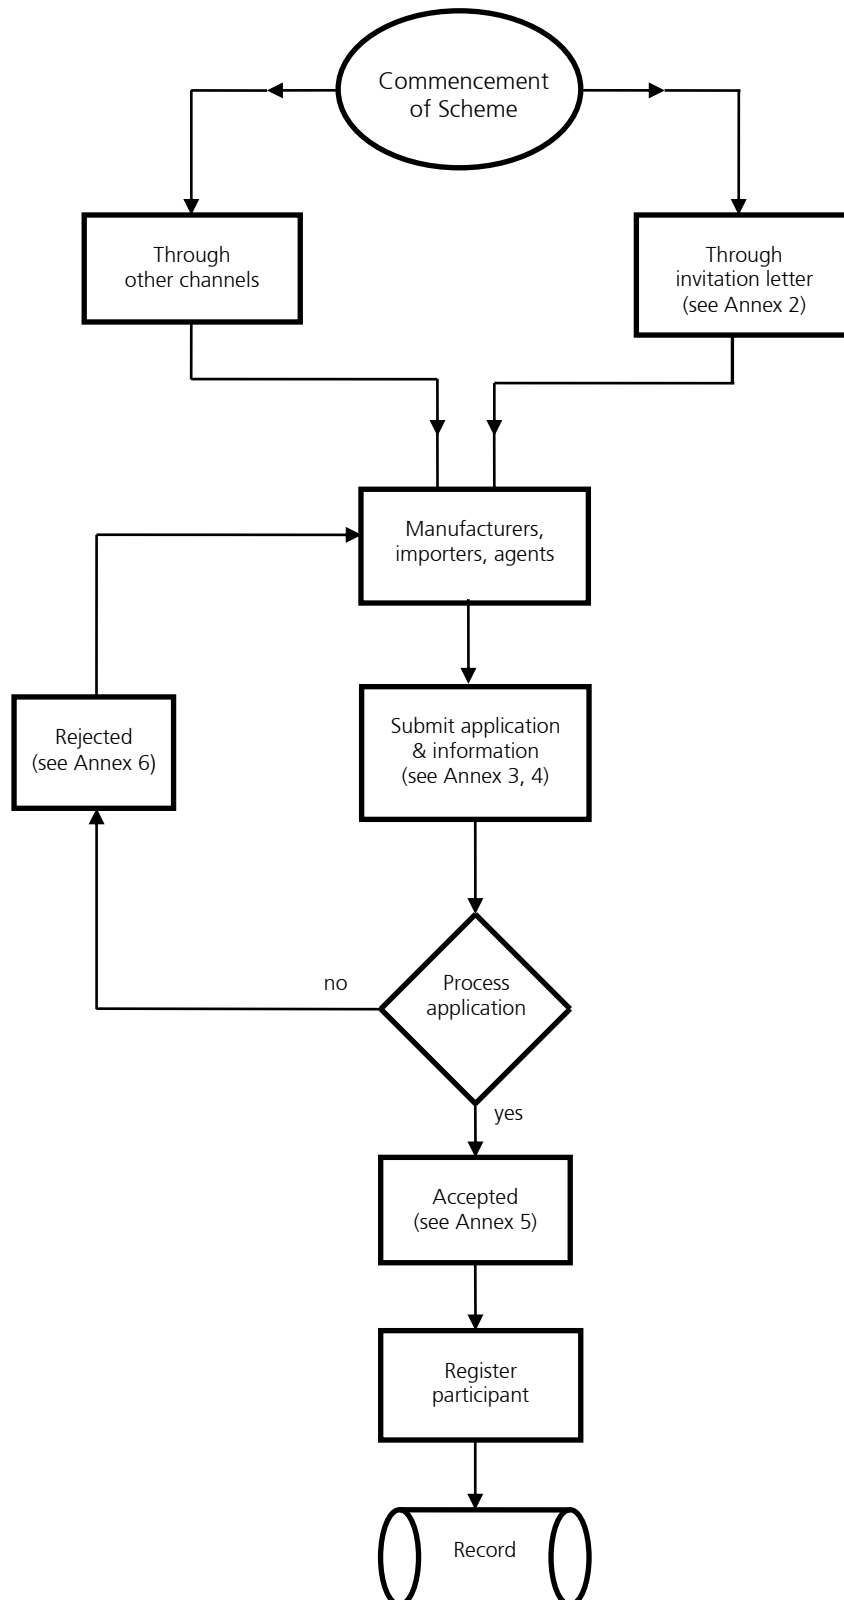 Commencement
of Scheme
Through
other channels
Through
invitation letter
(see Annex 2)
Manufacturers,
importers, agents
Rejected
(see Annex 6)
Submit application
& information
(see Annex 3, 4)
no
Process
application
yes
Accepted
(see Annex 5)
Register
participant
Record